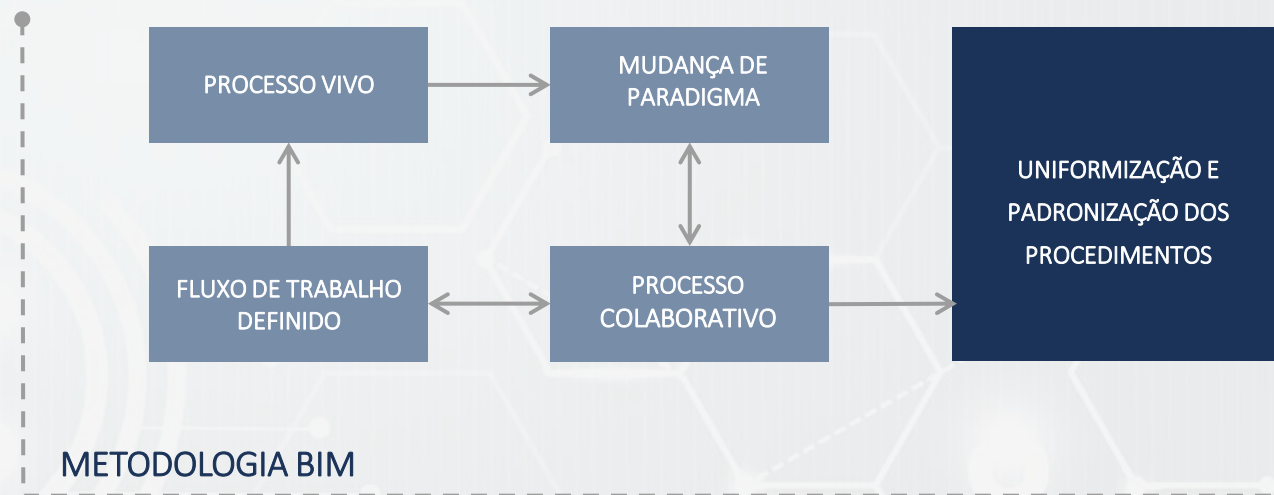 PROCESSO VIVO
MUDANÇA DE
PARADIGMA
UNIFORMIZAÇÃO E
PADRONIZAÇÃO DOS
PROCEDIMENTOS
FLUXO DE TRABALHO
DEFINIDO
PROCESSO
COLABORATIVO
METODOLOGIA BIM